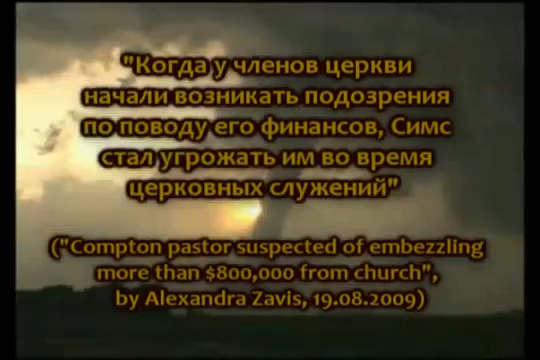 "Когда у членов церкви
начали возникать подозрения
по поводу его финансов, Симс
стал угрожать им во время
церковных служений"
("Compton pastor suspected of embezzling
more than $800,000 from church",
by Alexandra Zavis, 19.08.2009)